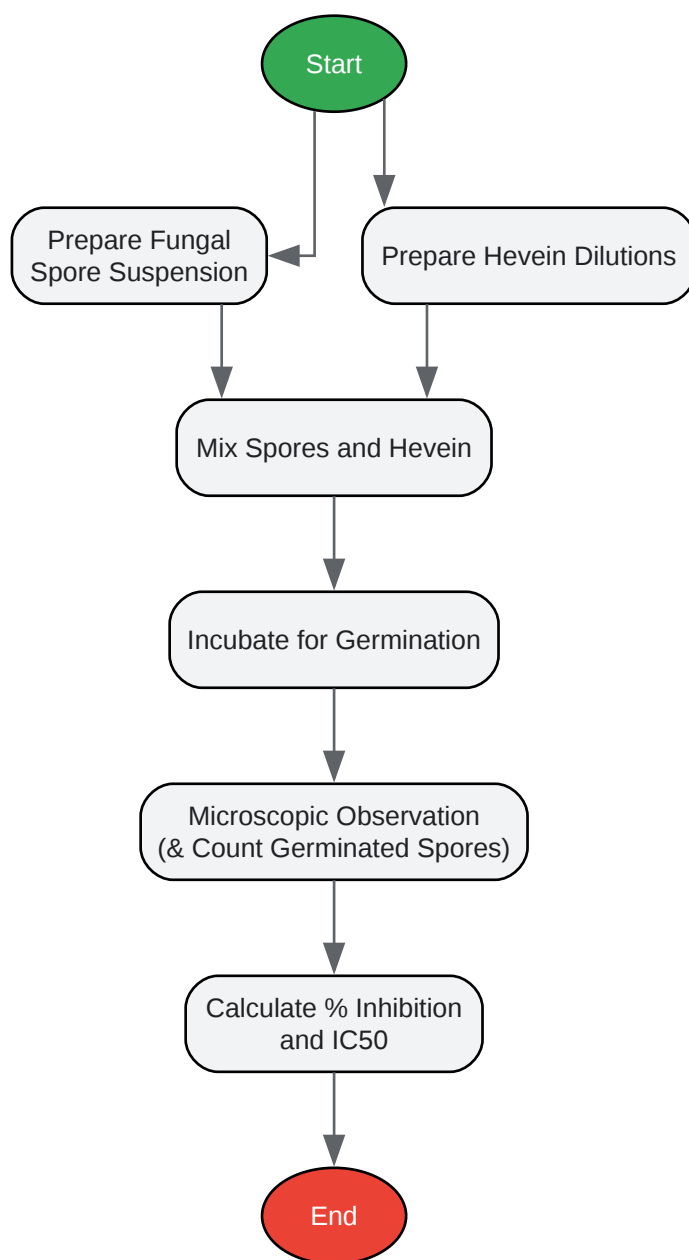 Start
Prepare Fungal
Spore Suspension
Prepare Hevein Dilutions
Mix Spores and Hevein
Incubate for Germination
Microscopic Observation
(& Count Germinated Spores)
Calculate % Inhibition
and IC50
End